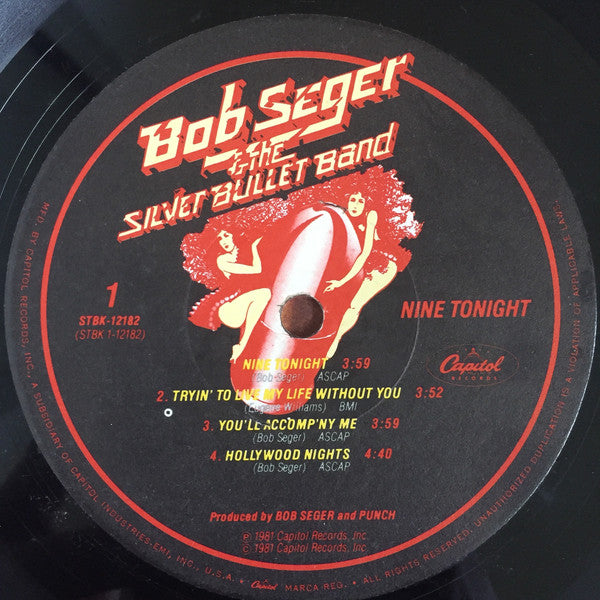 Bob Seger
& the
Silver Bullet Band
1
STBK-12182
(STBK 1-12182)
NINE TONIGHT
Capitol
RECORDS
NINE TONIGHT 3:59
(Bob Seger) ASCAP
2. TRYIN' TO LIVE MY LIFE WITHOUT YOU 3:52
(Eugene Williams) BMI
3. YOU'LL ACCOMP'NY ME 3:59
(Bob Seger) ASCAP
4. HOLLYWOOD NIGHTS 4:40
(Bob Seger) ASCAP
Produced by BOB SEGER and PUNCH
℗ 1981 Capitol Records, Inc.
© 1981 Capitol Records, Inc.
MFD. BY CAPITOL RECORDS, INC., A SUBSIDIARY OF CAPITOL INDUSTRIES-EMI, INC., U.S.A. • Capitol MARCA REG. • ALL RIGHTS RESERVED. UNAUTHORIZED DUPLICATION IS A VIOLATION OF APPLICABLE LAWS.